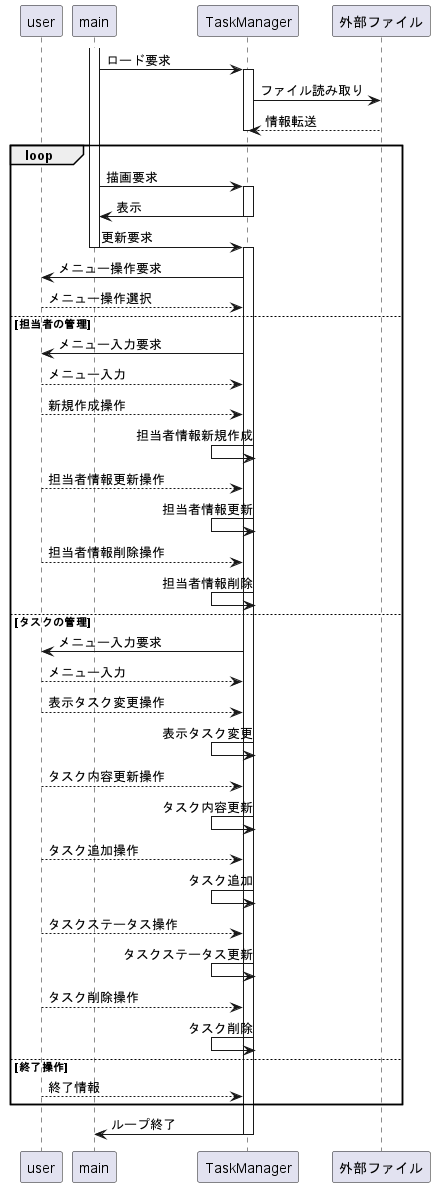 user main TaskManager 外部ファイル
ロード要求
ファイル読み取り
情報転送
loop
描画要求
表示
更新要求
メニュー操作要求
メニュー操作選択
[担当者の管理]
メニュー入力要求
メニュー入力
新規作成操作
担当者情報新規作成
担当者情報更新操作
担当者情報更新
担当者情報削除操作
担当者情報削除
[タスクの管理]
メニュー入力要求
メニュー入力
表示タスク変更操作
表示タスク変更
タスク内容更新操作
タスク内容更新
タスク追加操作
タスク追加
タスクステータス操作
タスクステータス更新
タスク削除操作
タスク削除
[終了操作]
終了情報
ループ終了
user main TaskManager 外部ファイル